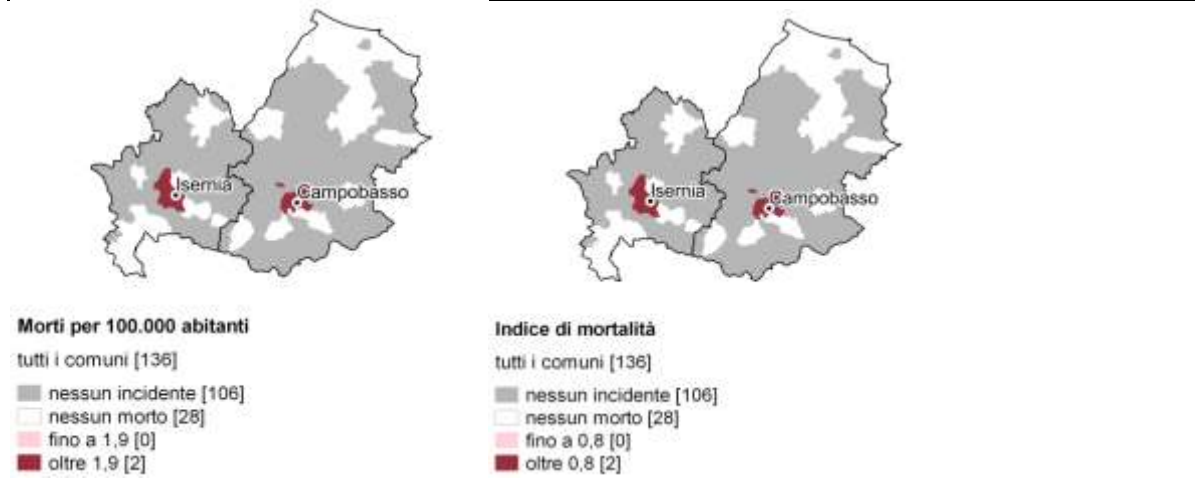 Isernia
Campobasso
Isernia
Campobasso
Morti per 100.000 abitanti
tutti i comuni [136]
nessun incidente [106]
nessun morto [28]
fino a 1,9 [0]
oltre 1,9 [2]
Indice di mortalità
tutti i comuni [136]
nessun incidente [106]
nessun morto [28]
fino a 0,8 [0]
oltre 0,8 [2]